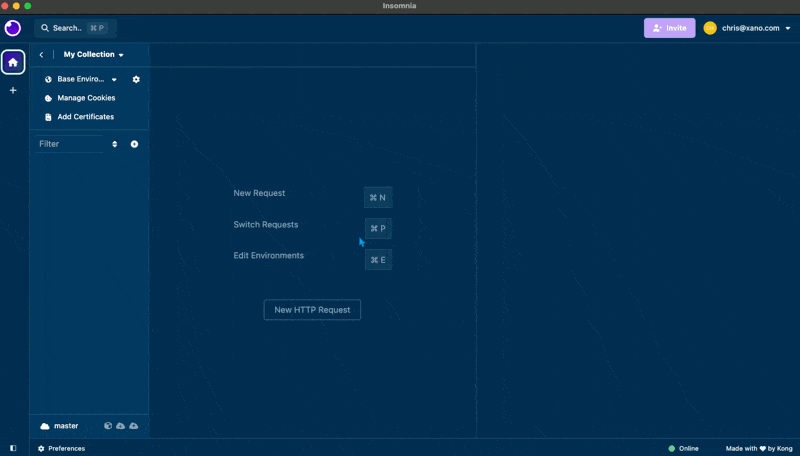 Insomnia
Search.. ⌘ P
Invite
CH chris@xano.com
My Collection
Base Enviro...
Manage Cookies
Add Certificates
Filter
New Request ⌘ N
Switch Requests ⌘ P
Edit Environments ⌘ E
New HTTP Request
master
Preferences
Online
Made with ♥ by Kong